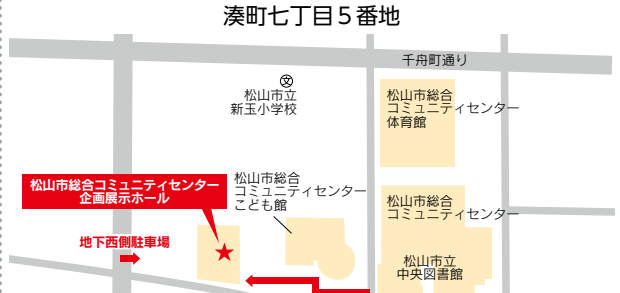 湊町七丁目５番地
千舟町通り
文
松山市立
新玉小学校
松山市総合
コミュニティセンター
体育館
松山市総合コミュニティセンター
企画展示ホール
松山市総合
コミュニティセンター
こども館
松山市総合
コミュニティセンター
地下西側駐車場
松山市立
中央図書館